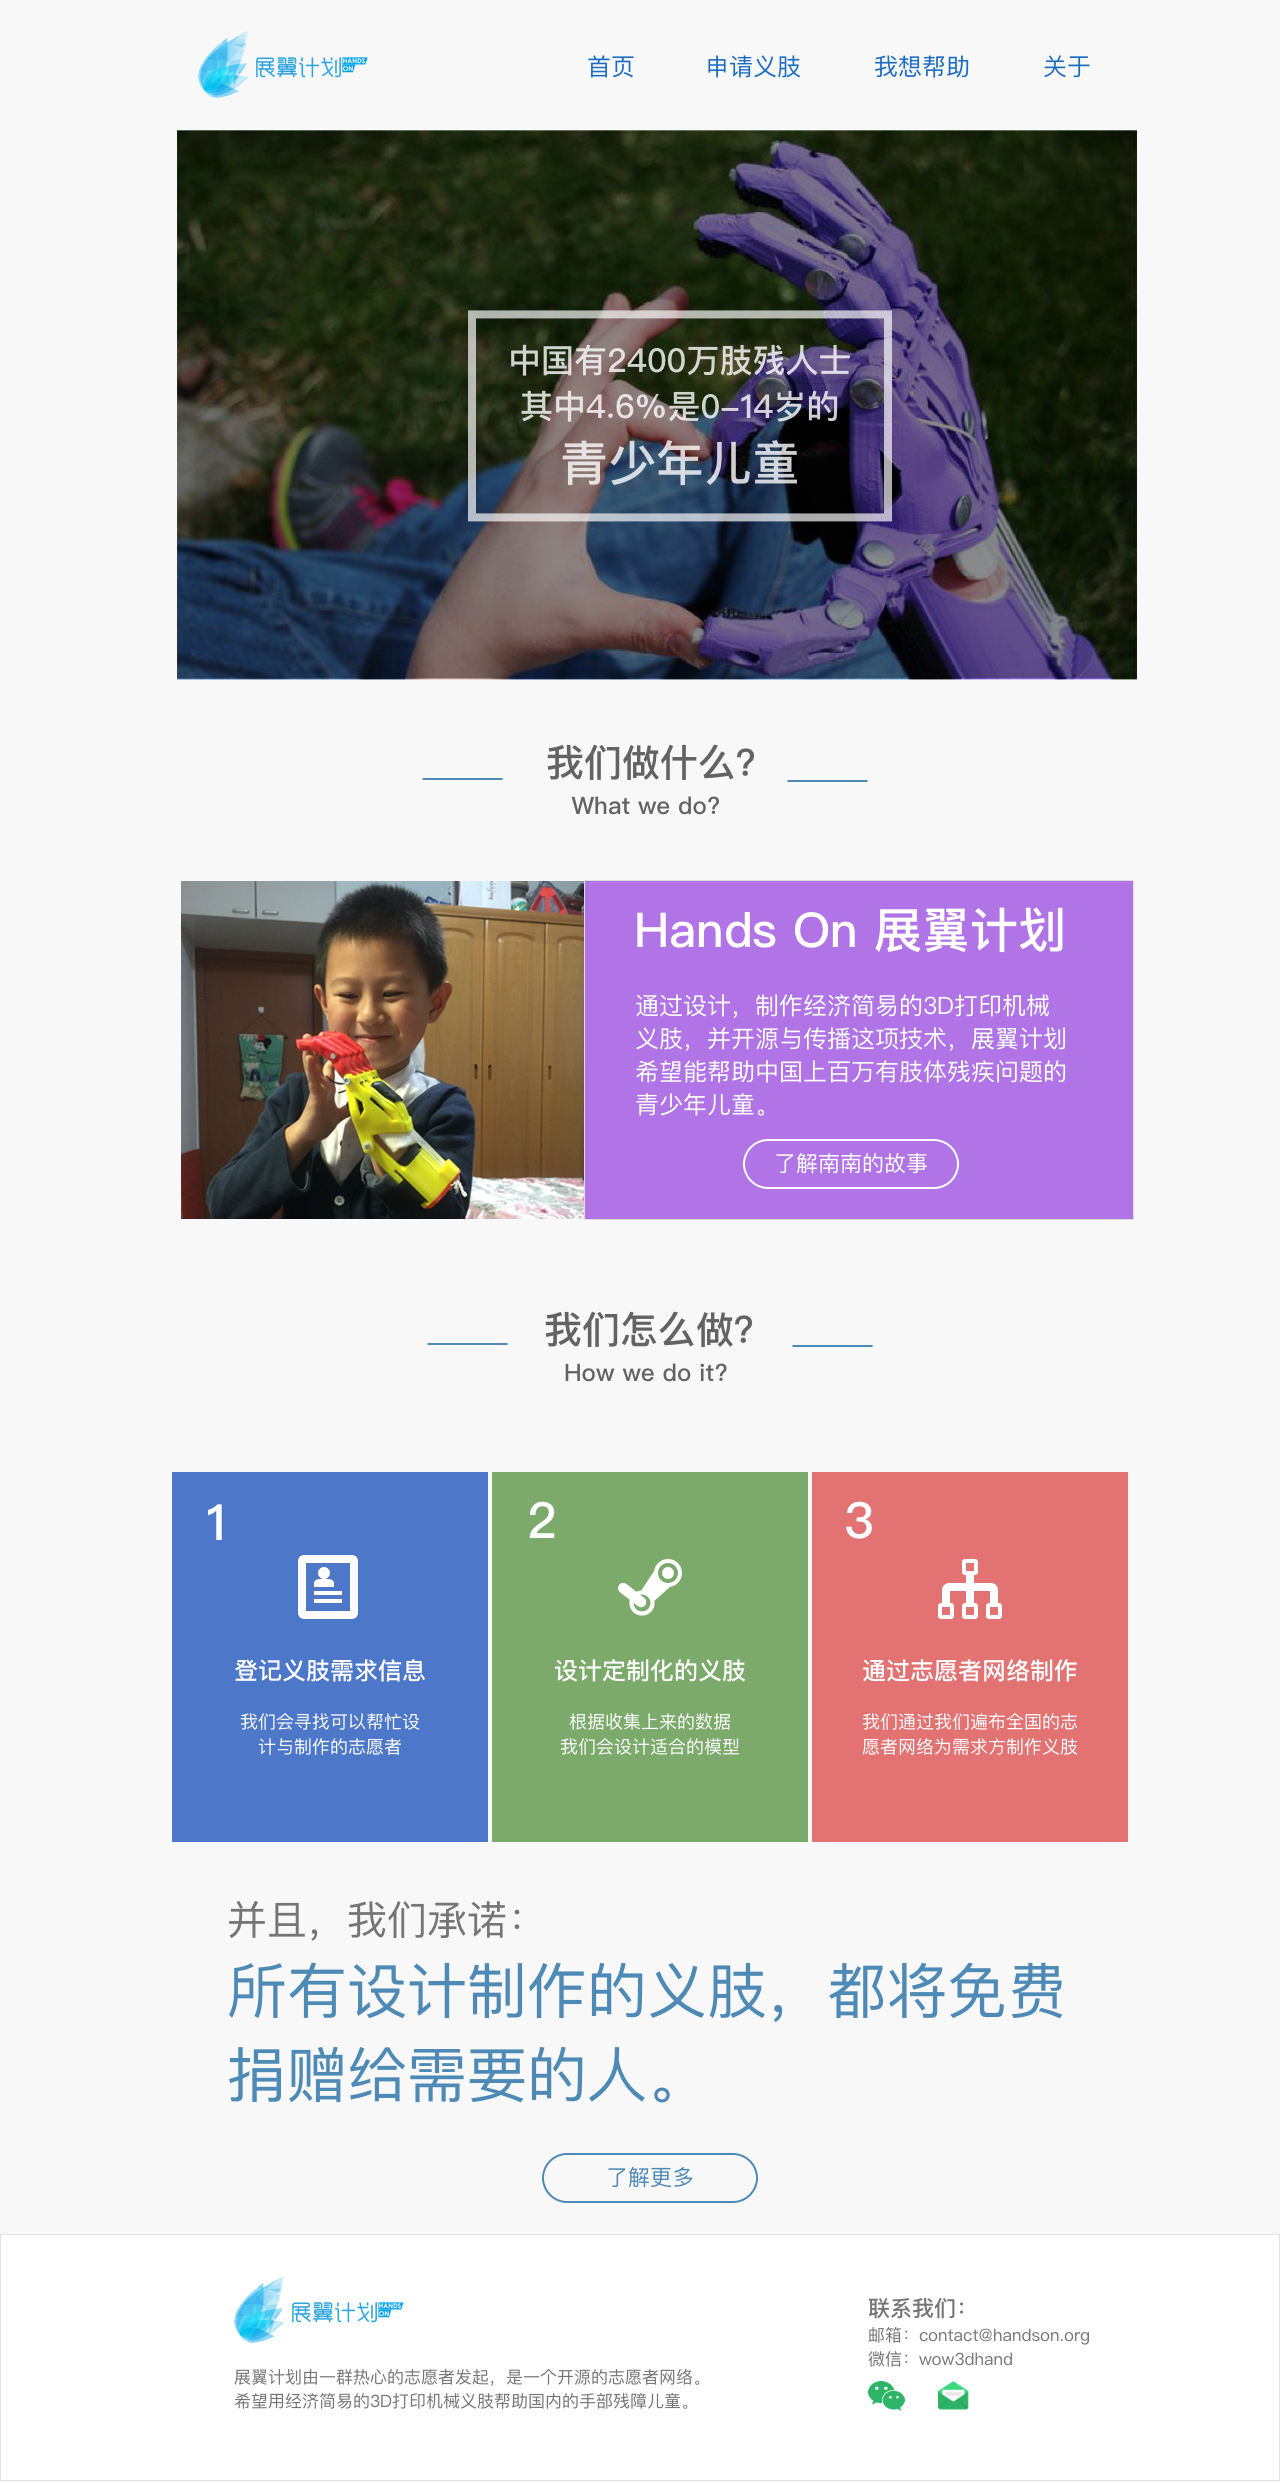 展翼计划 HANDS ON
首页 申请义肢 我想帮助 关于
中国有2400万肢残人士
其中4.6%是0-14岁的
青少年儿童
我们做什么?
What we do?
Hands On 展翼计划
通过设计，制作经济简易的3D打印机械
义肢，并开源与传播这项技术，展翼计划
希望能帮助中国上百万有肢体残疾问题的
青少年儿童。
了解南南的故事
我们怎么做?
How we do it?
1
登记义肢需求信息
我们会寻找可以帮忙设
计与制作的志愿者
2
设计定制化的义肢
根据收集上来的数据
我们会设计适合的模型
3
通过志愿者网络制作
我们通过我们遍布全国的志
愿者网络为需求方制作义肢
并且，我们承诺：
所有设计制作的义肢，都将免费
捐赠给需要的人。
了解更多
展翼计划 HANDS ON
展翼计划由一群热心的志愿者发起，是一个开源的志愿者网络。
希望用经济简易的3D打印机械义肢帮助国内的手部残障儿童。
联系我们：
邮箱：contact@handson.org
微信：wow3dhand